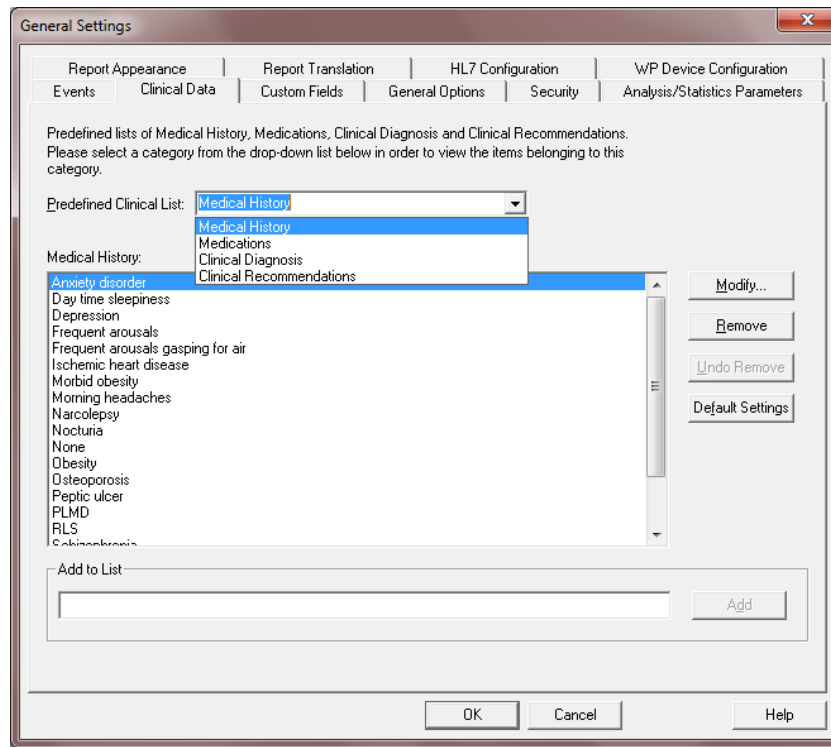 General Settings
Report Appearance
Report Translation
HL7 Configuration
WP Device Configuration
Events
Clinical Data
Custom Fields
General Options
Security
Analysis/Statistics Parameters
Predefined lists of Medical History, Medications, Clinical Diagnosis and Clinical Recommendations.
Please select a category from the drop-down list below in order to view the items belonging to this
category.
Predefined Clinical List:
Medical History
Medical History
Medications
Clinical Diagnosis
Clinical Recommendations
Medical History:
Anxiety disorder
Day time sleepiness
Depression
Frequent arousals
Frequent arousals gasping for air
Ischemic heart disease
Morbid obesity
Morning headaches
Narcolepsy
Nocturia
None
Obesity
Osteoporosis
Peptic ulcer
PLMD
RLS
Schizophrenia
Modify...
Remove
Undo Remove
Default Settings
Add to List
Add
OK
Cancel
Help